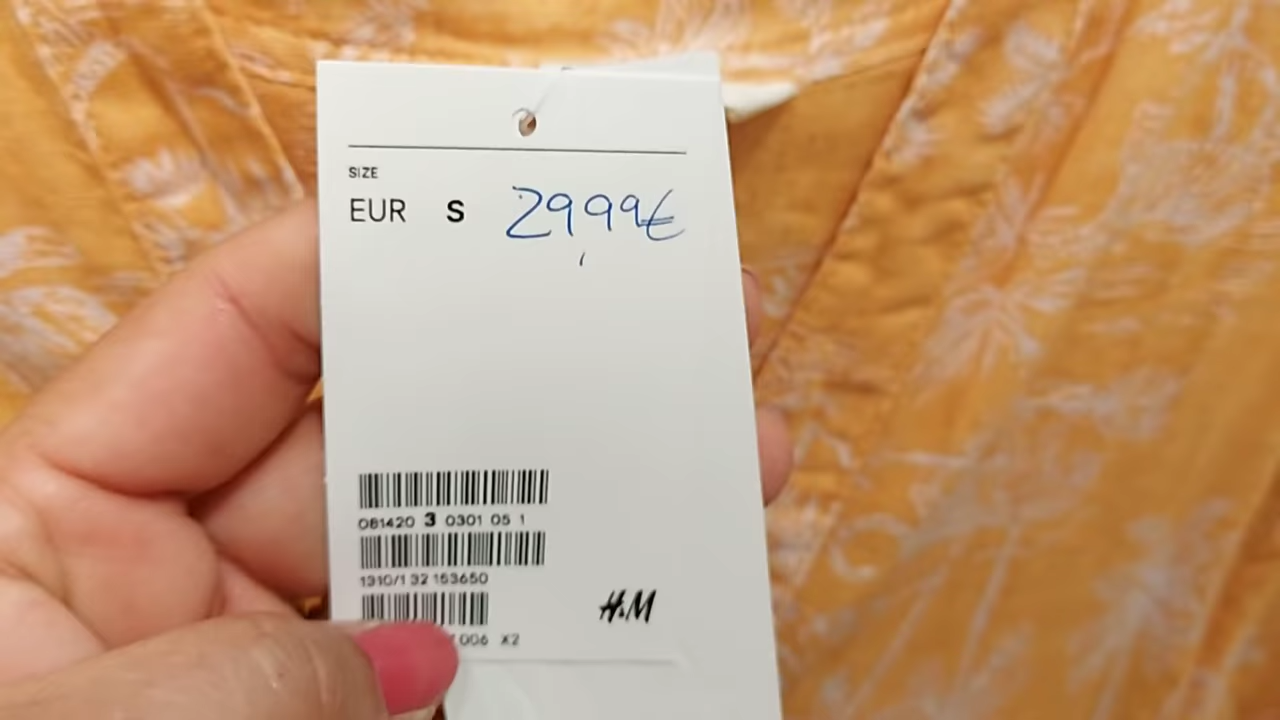 SIZE
EUR S 29,99€
081420 3 0301 05 1
1310/1 32 153650
006 X2
H&M